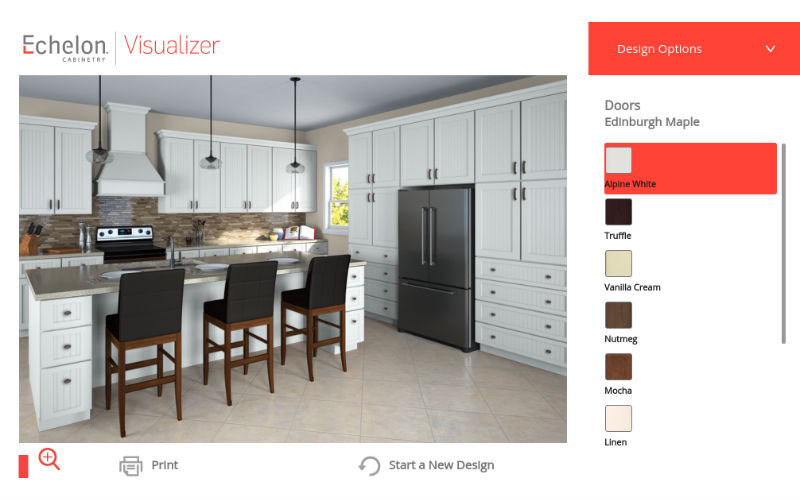 Echelon
CABINETRY
Visualizer
Design Options
Doors
Edinburgh Maple
Alpine White
Truffle
Vanilla Cream
Nutmeg
Mocha
Linen
Print
Start a New Design